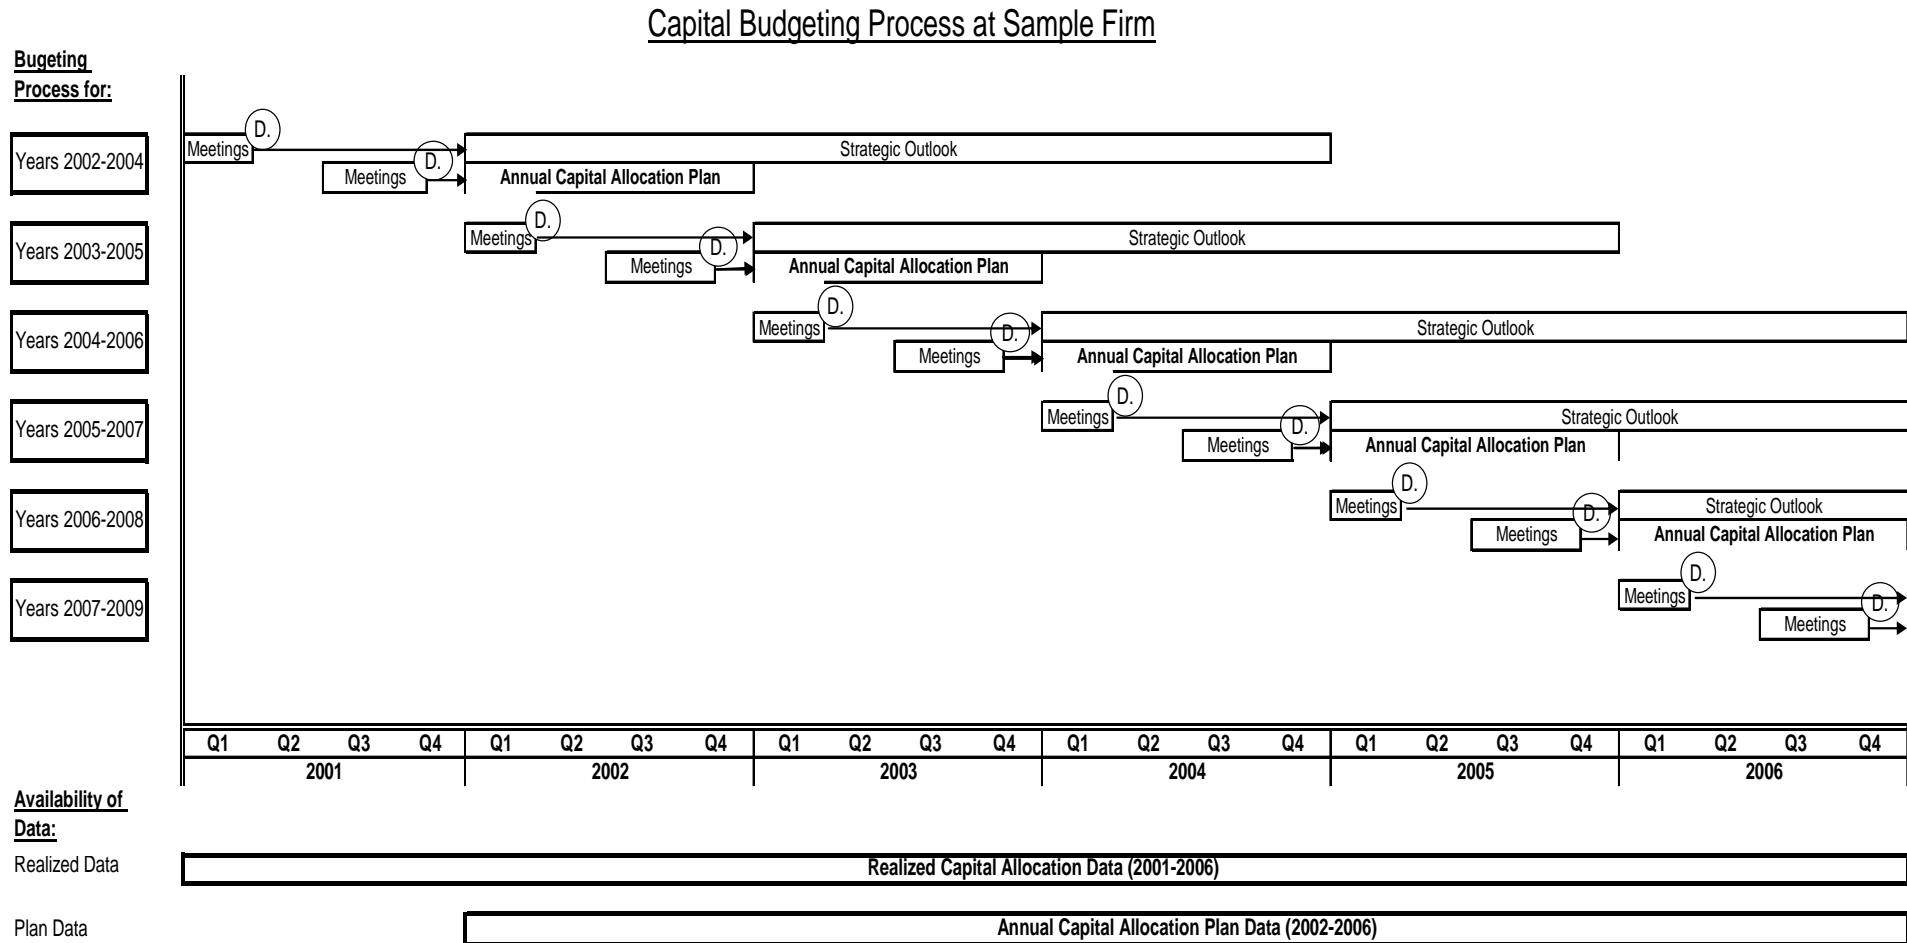 Capital Budgeting Process at Sample Firm
Bugeting
Process for:
Years 2002-2004
Meetings
D.
Strategic Outlook
Meetings
D.
Annual Capital Allocation Plan
Years 2003-2005
Meetings
D.
Strategic Outlook
Meetings
D.
Annual Capital Allocation Plan
Years 2004-2006
Meetings
D.
Strategic Outlook
Meetings
D.
Annual Capital Allocation Plan
Years 2005-2007
Meetings
D.
Strategic Outlook
Meetings
D.
Annual Capital Allocation Plan
Years 2006-2008
Meetings
D.
Strategic Outlook
Meetings
D.
Annual Capital Allocation Plan
Years 2007-2009
Meetings
D.
Meetings
D.
Q1 Q2 Q3 Q4 Q1 Q2 Q3 Q4 Q1 Q2 Q3 Q4 Q1 Q2 Q3 Q4 Q1 Q2 Q3 Q4 Q1 Q2 Q3 Q4
2001 2002 2003 2004 2005 2006
Availability of
Data:
Realized Data
Realized Capital Allocation Data (2001-2006)
Plan Data
Annual Capital Allocation Plan Data (2002-2006)